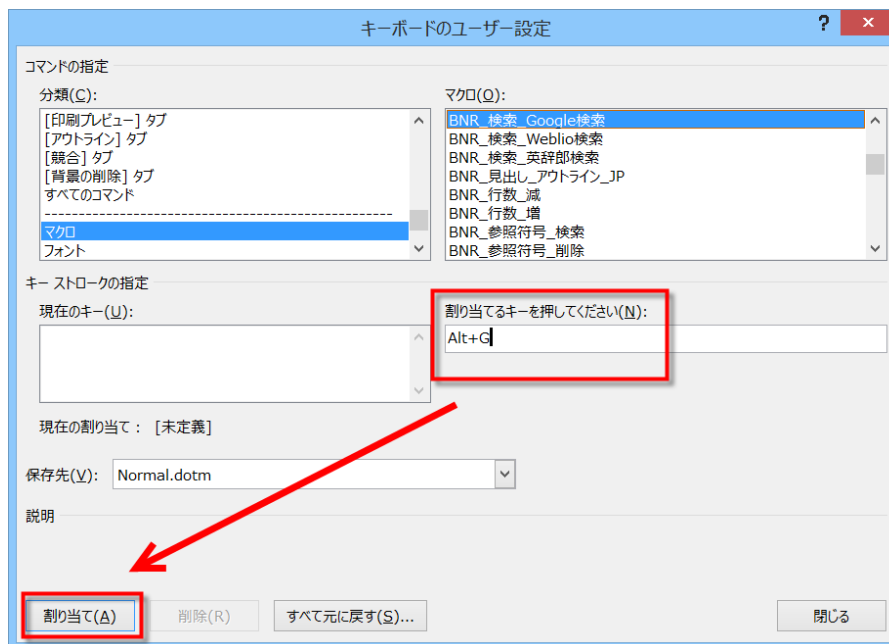 キーボードのユーザー設定
?
×
コマンドの指定
分類(C):
マクロ(O):
[印刷プレビュー] タブ
[アウトライン] タブ
[競合] タブ
[背景の削除] タブ
すべてのコマンド
----------------------------------------------------
マクロ
フォント
BNR_検索_Google検索
BNR_検索_Weblio検索
BNR_検索_英辞郎検索
BNR_見出し_アウトライン_JP
BNR_行数_減
BNR_行数_増
BNR_参照符号_検索
BNR_参照符号_削除
キー ストロークの指定
現在のキー(U):
割り当てるキーを押してください(N):
Alt+G
現在の割り当て : [未定義]
保存先(V): Normal.dotm
説明
割り当て(A) 削除(R) すべて元に戻す(S)... 閉じる